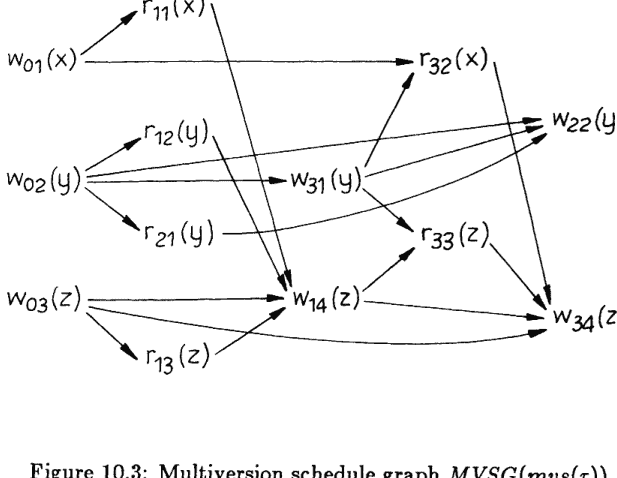 r11(x)
w01(x)
r32(x)
w22(y
r12(y)
w02(y)
w31(y)
r21(y)
r33(z)
w03(z)
w14(z)
w34(z
r13(z)
Figure 10.3: Multiversion schedule graph MVSG(mvs(τ))